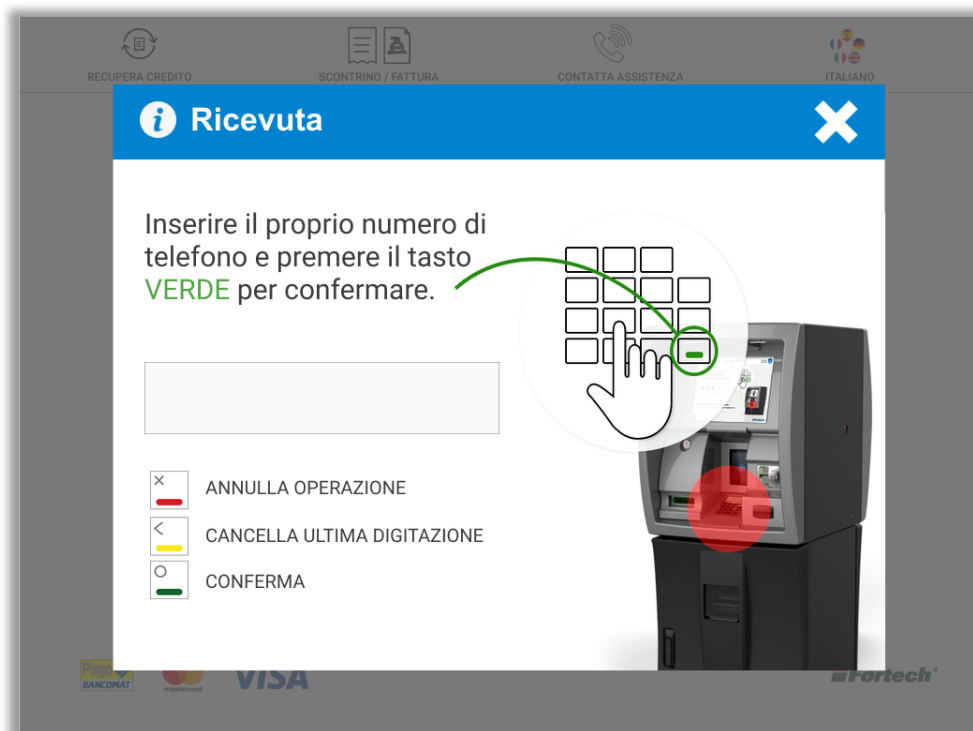 RECUPERA CREDITO
SCONTRINO / FATTURA
CONTATTA ASSISTENZA
ITALIANO
i Ricevuta
Inserire il proprio numero di
telefono e premere il tasto
VERDE per confermare.
ANNULLA OPERAZIONE
CANCELLA ULTIMA DIGITAZIONE
CONFERMA
Pago
BANCOMAT
mastercard
VISA
Fortech